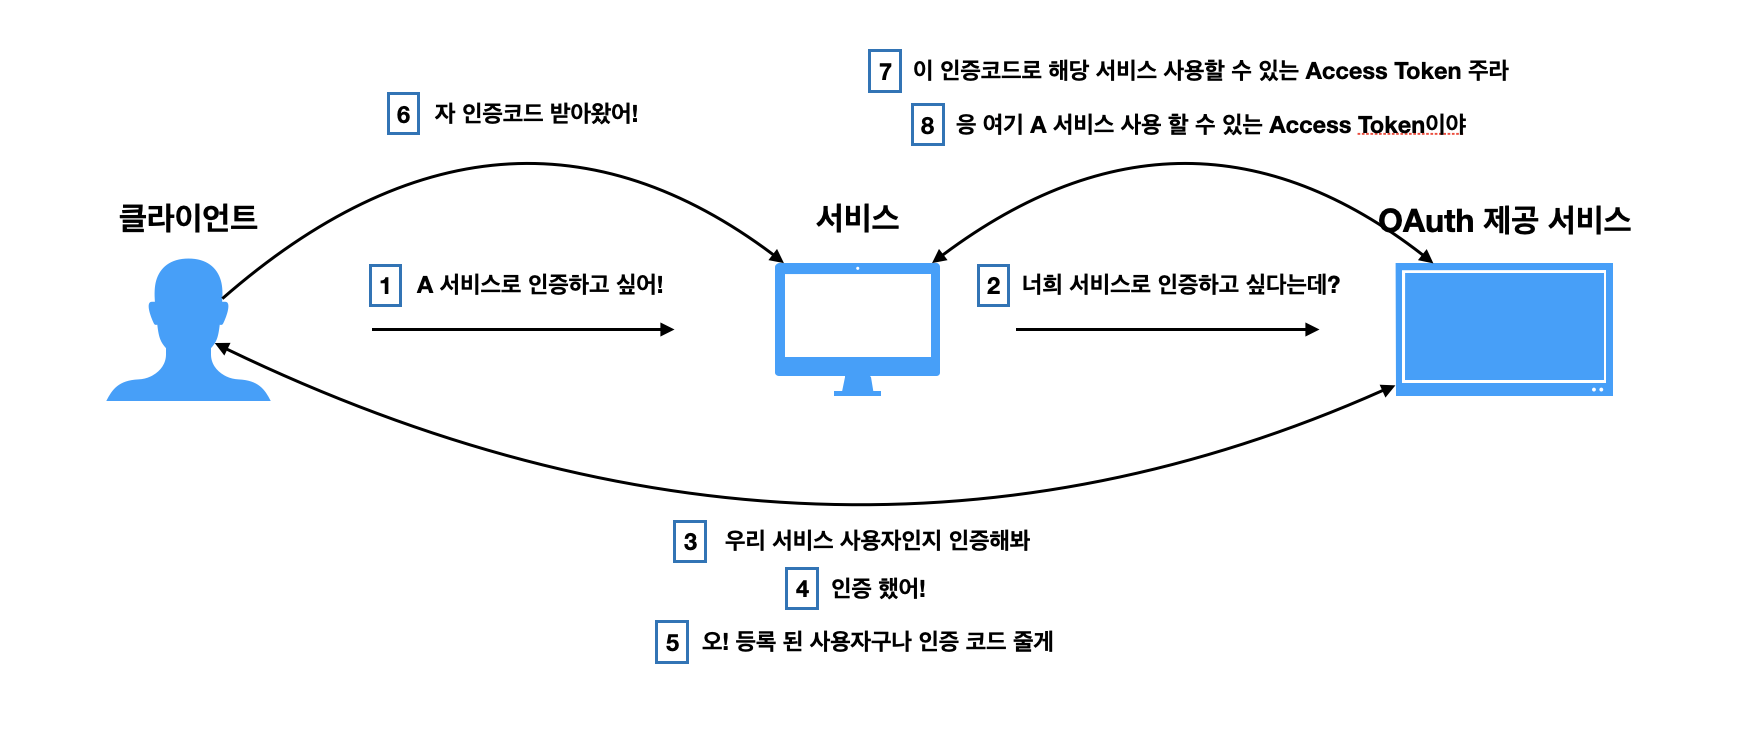 7 이 인증코드로 해당 서비스 사용할 수 있는 Access Token 주라
6 자 인증코드 받아왔어!
8 응 여기 A 서비스 사용 할 수 있는 Access Token이야
클라이언트
서비스
OAuth 제공 서비스
1 A 서비스로 인증하고 싶어!
2 너희 서비스로 인증하고 싶다는데?
3 우리 서비스 사용자인지 인증해봐
4 인증 했어!
5 오! 등록 된 사용자구나 인증 코드 줄게